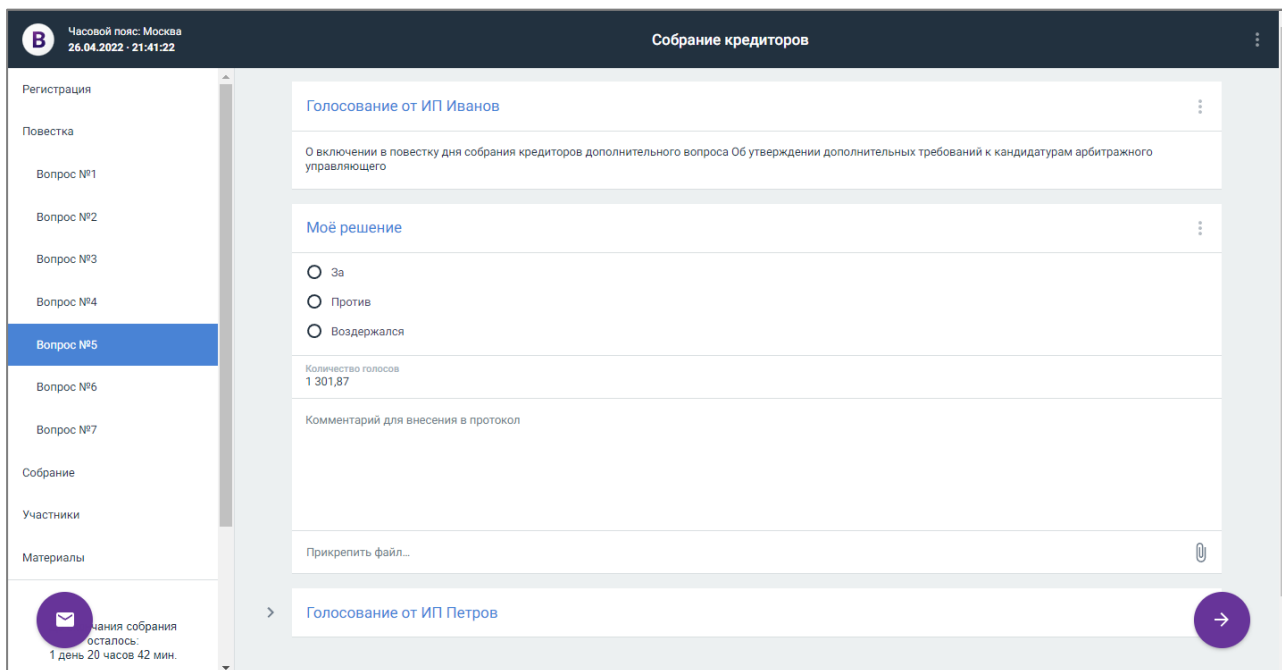 B
Часовой пояс: Москва
26.04.2022 · 21:41:22
Собрание кредиторов
Регистрация
Повестка
Вопрос №1
Вопрос №2
Вопрос №3
Вопрос №4
Вопрос №5
Вопрос №6
Вопрос №7
Собрание
Участники
Материалы
собрания
осталось:
1 день 20 часов 42 мин.
Голосование от ИП Иванов
О включении в повестку дня собрания кредиторов дополнительного вопроса Об утверждении дополнительных требований к кандидатурам арбитражного
управляющего
Моё решение
За
Против
Воздержался
Количество голосов
1 301,87
Комментарий для внесения в протокол
Прикрепить файл...
Голосование от ИП Петров